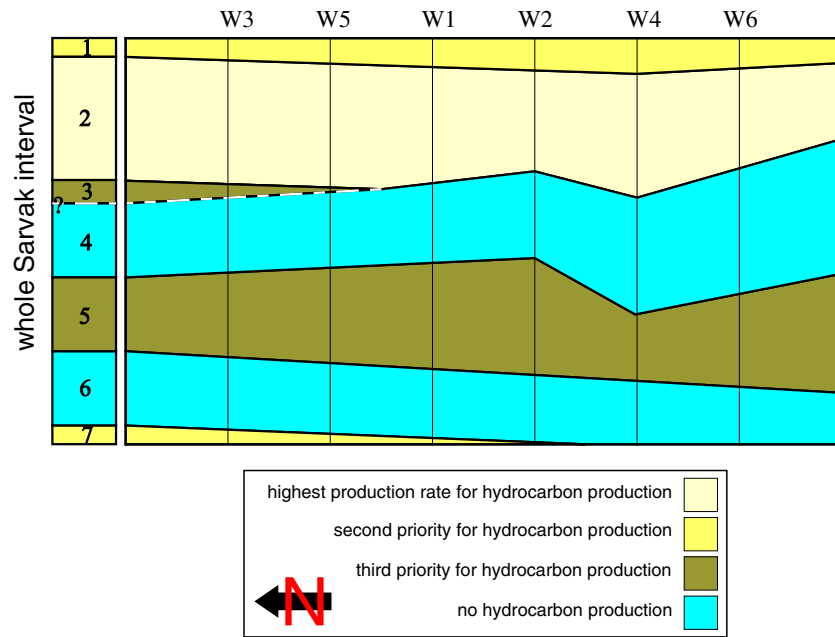 W3 W5 W1 W2 W4 W6
whole Sarvak interval
1
2
3
?
4
5
6
7
highest production rate for hydrocarbon production
second priority for hydrocarbon production
third priority for hydrocarbon production
no hydrocarbon production
N